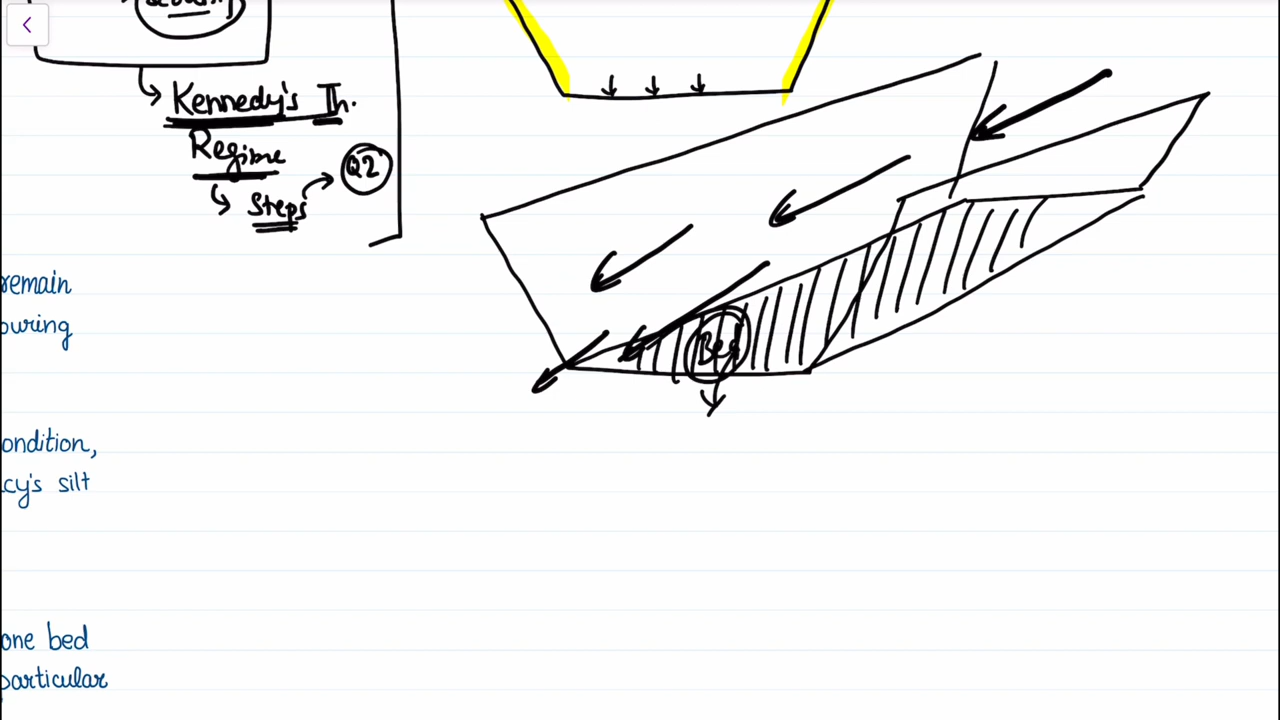 Kennedy's Th.
Regime
Steps
Q2
remain
ouring
ondition,
cy's silt
one bed
particular
Bed